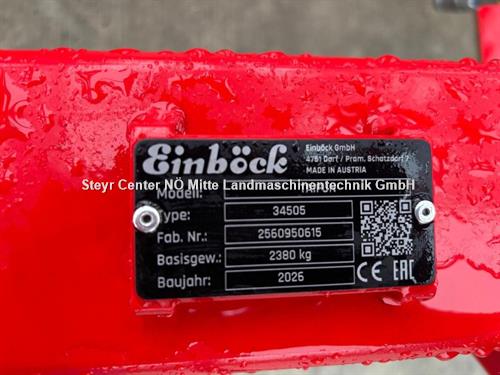 Einböck
Einböck GmbH
4751 Dorf / Pram, Schatzdorf 7
MADE IN AUSTRIA
Steyr Center NÖ Mitte Landmaschinentechnik GmbH
Modell:
Type: 34505
Fab. Nr.: 2560950615
Basisgew.: 2380 kg
Baujahr: 2026
CE EAC